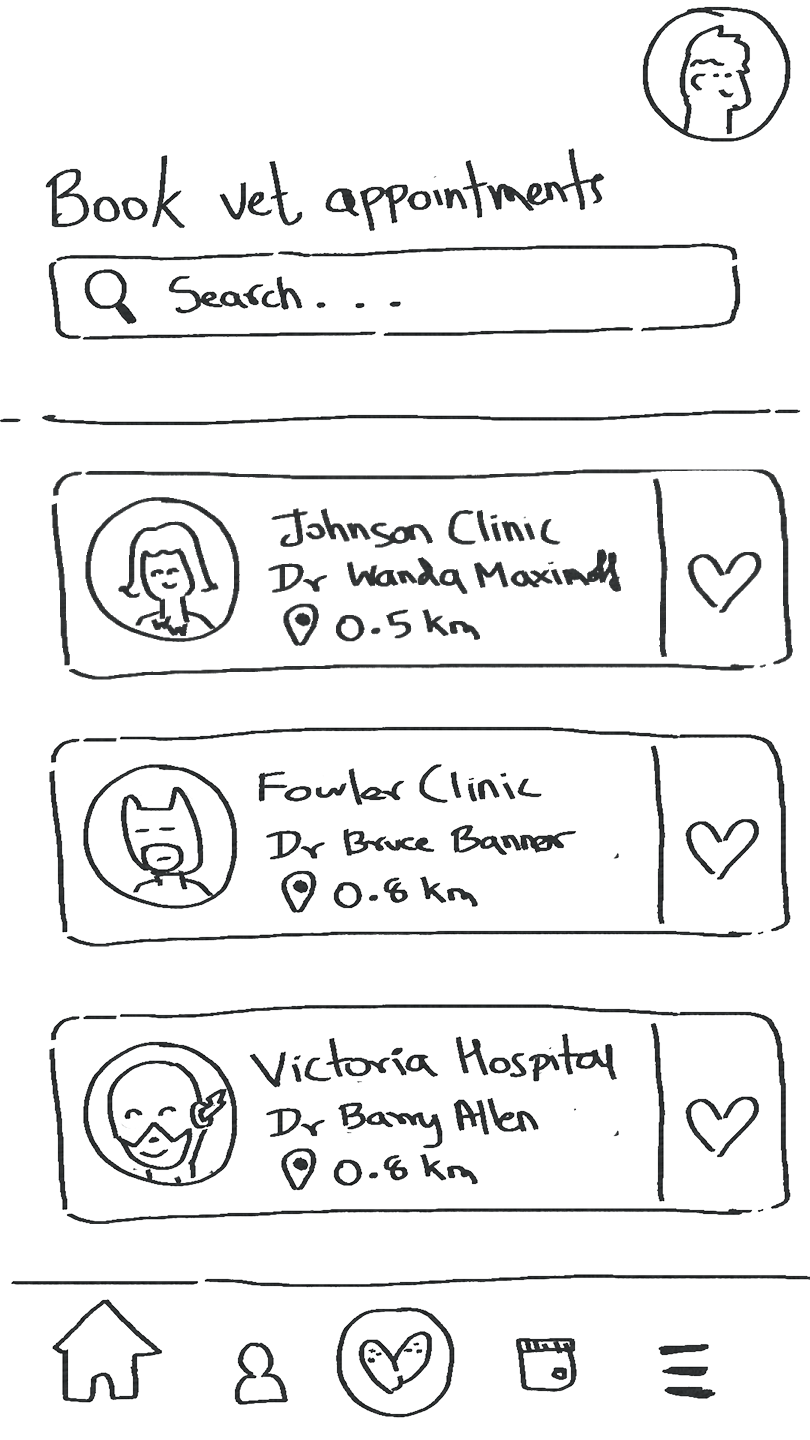 Book vet appointments
Search...
Johnson Clinic
Dr Wanda Maximoff
0.5 km
Fowler Clinic
Dr Bruce Banner
0.8 km
Victoria Hospital
Dr Barry Allen
0.8 km